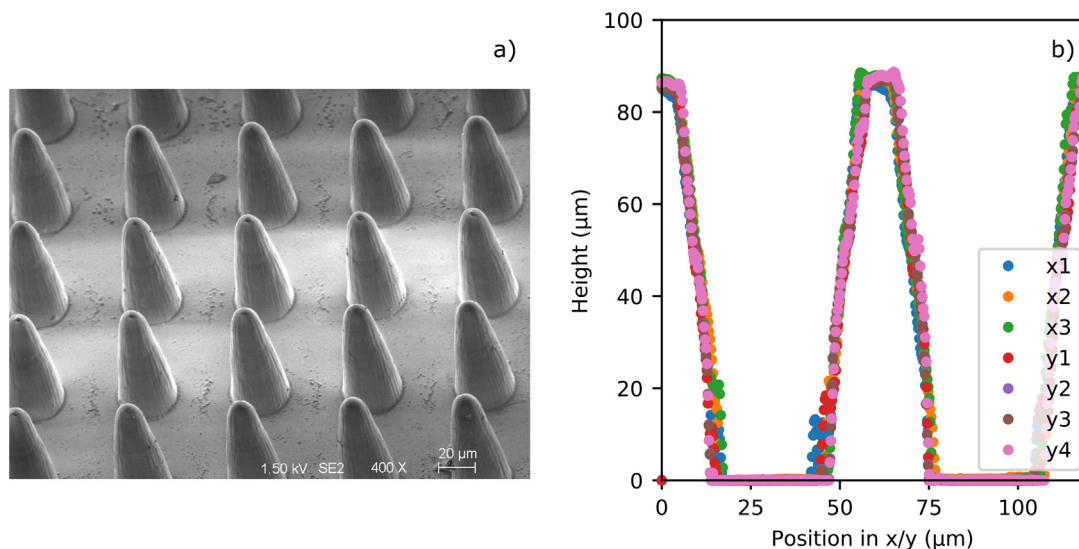 a)
1.50 kV SE2 400 X 20 µm
b)
100
80
60
40
20
0
Height (µm)
x1
x2
x3
y1
y2
y3
y4
0 25 50 75 100
Position in x/y (µm)